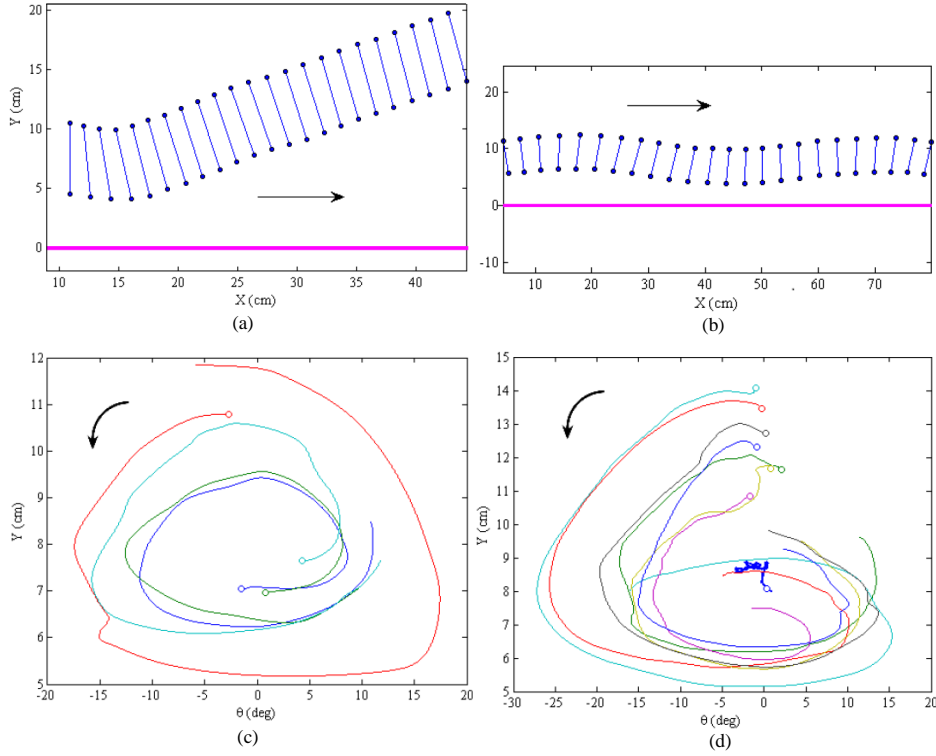 20
15
10
5
0
Y (cm)
10 15 20 25 30 35 40
X (cm)
(a)
20
10
0
-10
Y (cm)
10 20 30 40 50 60 70
X (cm)
(b)
12
11
10
9
8
7
6
5
Y (cm)
-20 -15 -10 -5 0 5 10 15 20
θ (deg)
(c)
15
14
13
12
11
10
9
8
7
6
5
Y (cm)
-30 -25 -20 -15 -10 -5 0 5 10 15 20
θ (deg)
(d)